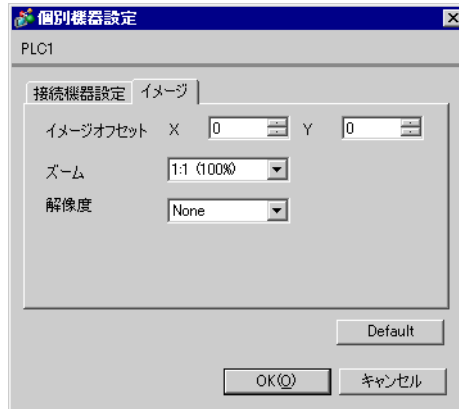 個別機器設定
PLC1
接続機器設定 イメージ
イメージオフセット X 0 Y 0
ズーム 1:1 (100%)
解像度 None
Default
OK(O) キャンセル